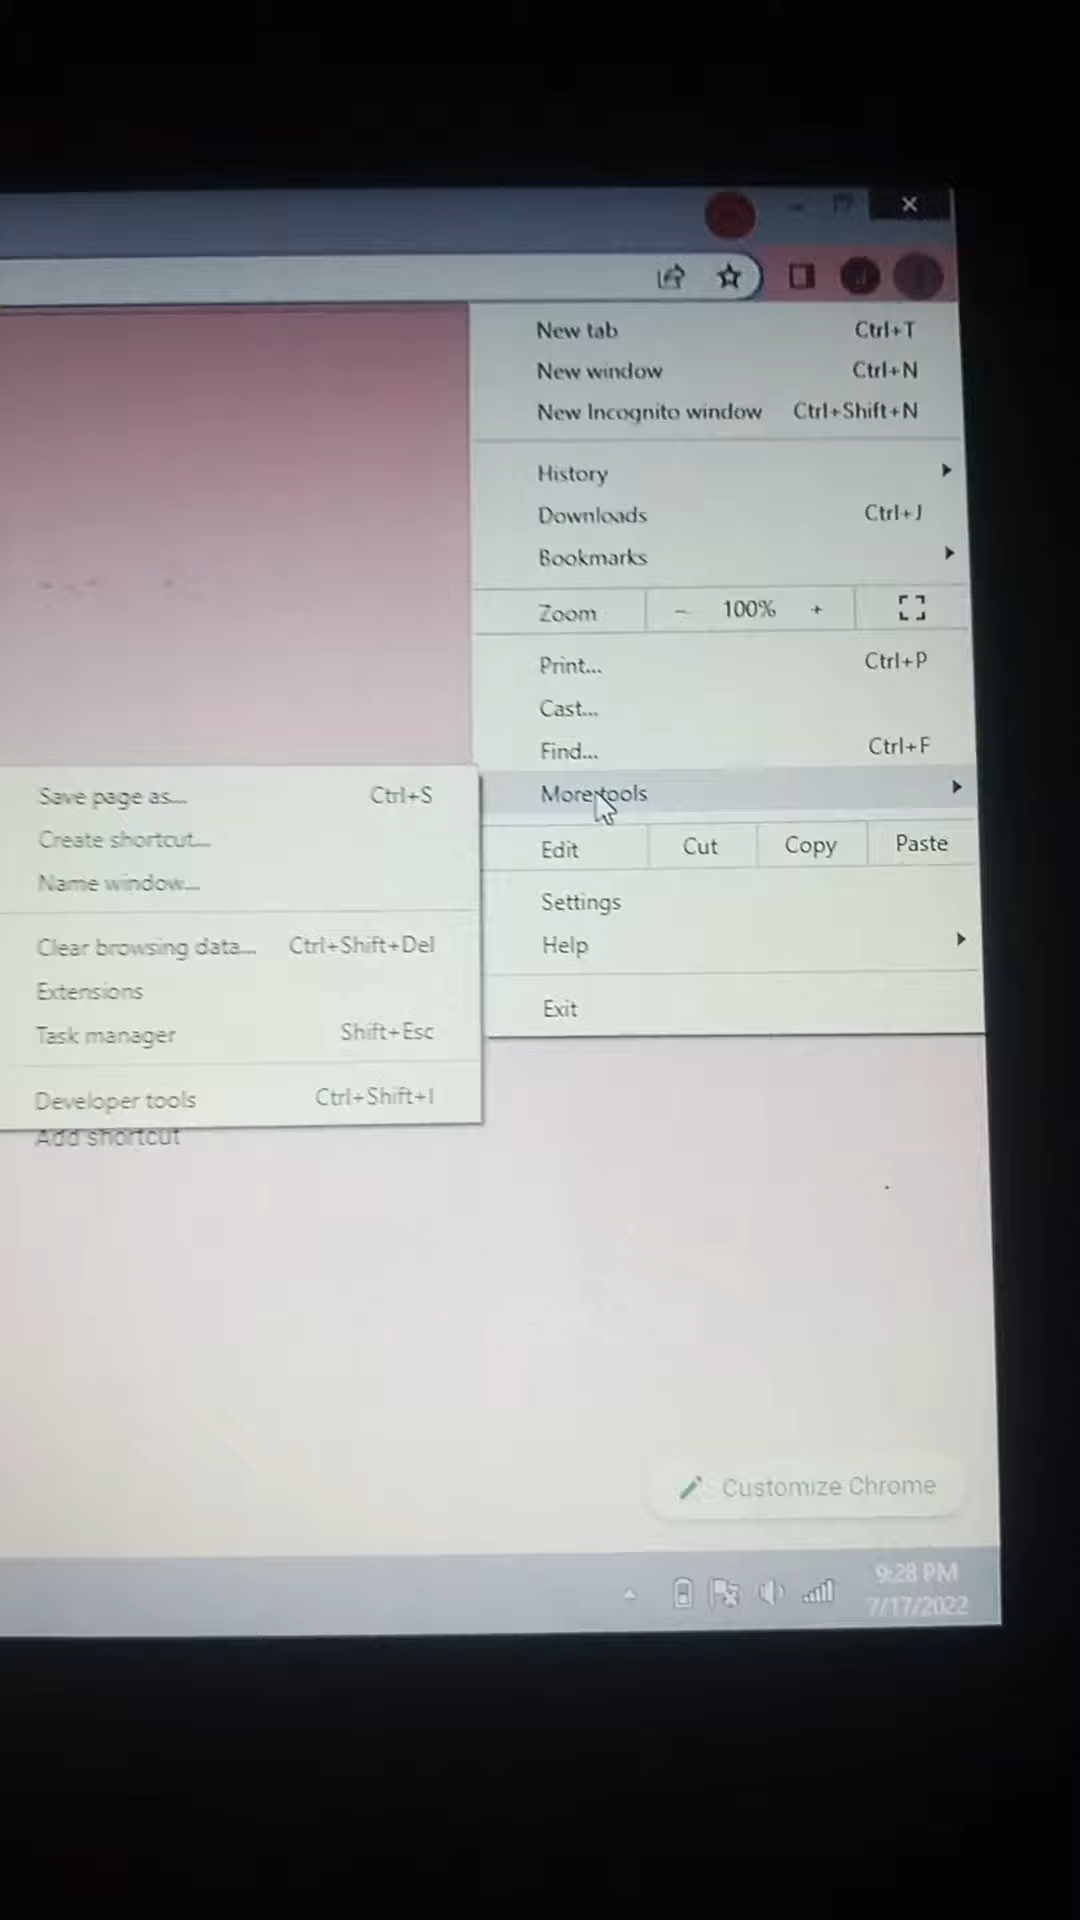 New tab Ctrl+T
New window Ctrl+N
New Incognito window Ctrl+Shift+N
History
Downloads Ctrl+J
Bookmarks
Zoom − 100% +
Print... Ctrl+P
Cast...
Find... Ctrl+F
More tools
Edit Cut Copy Paste
Settings
Help
Exit
Save page as... Ctrl+S
Create shortcut...
Name window...
Clear browsing data... Ctrl+Shift+Del
Extensions
Task manager Shift+Esc
Developer tools Ctrl+Shift+I
Add shortcut
Customize Chrome
9:28 PM
7/17/2022